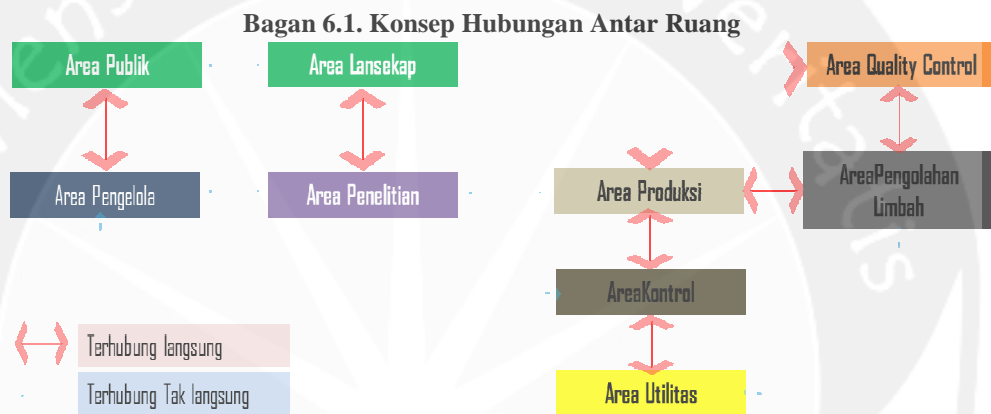 Bagan 6.1. Konsep Hubungan Antar Ruang
Area Publik
Area Lansekap
Area Quality Control
Area Pengelola
Area Penelitian
Area Produksi
AreaPengolahan
Limbah
AreaKontrol
Area Utilitas
Terhubung langsung
Terhubung Tak langsung